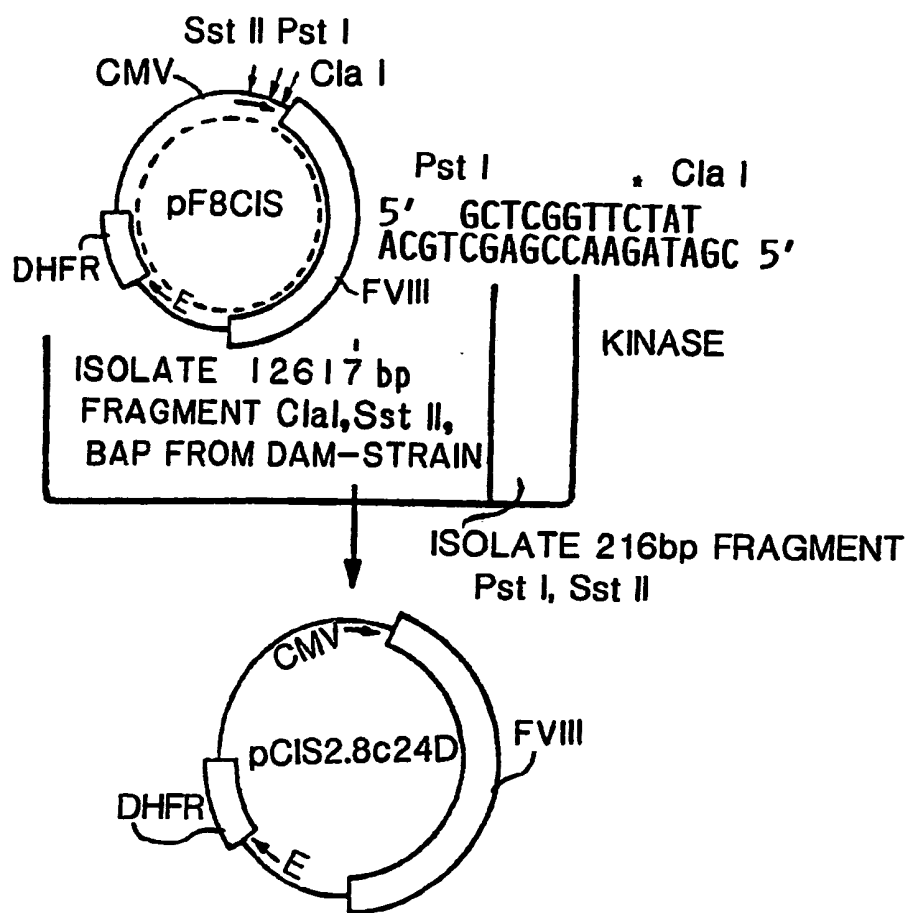 Sst II Pst I
CMV
Cla I
pF8CIS
DHFR
E
FVIII
Pst I
* Cla I
5' GCTCGGTTCTAT
ACGTCGAGCCAAGATAGC 5'
KINASE
ISOLATE 12617 bp
FRAGMENT ClaI, Sst II,
BAP FROM DAM-STRAIN
ISOLATE 216bp FRAGMENT
Pst I, Sst II
CMV
pCIS2.8c24D
FVIII
DHFR
E